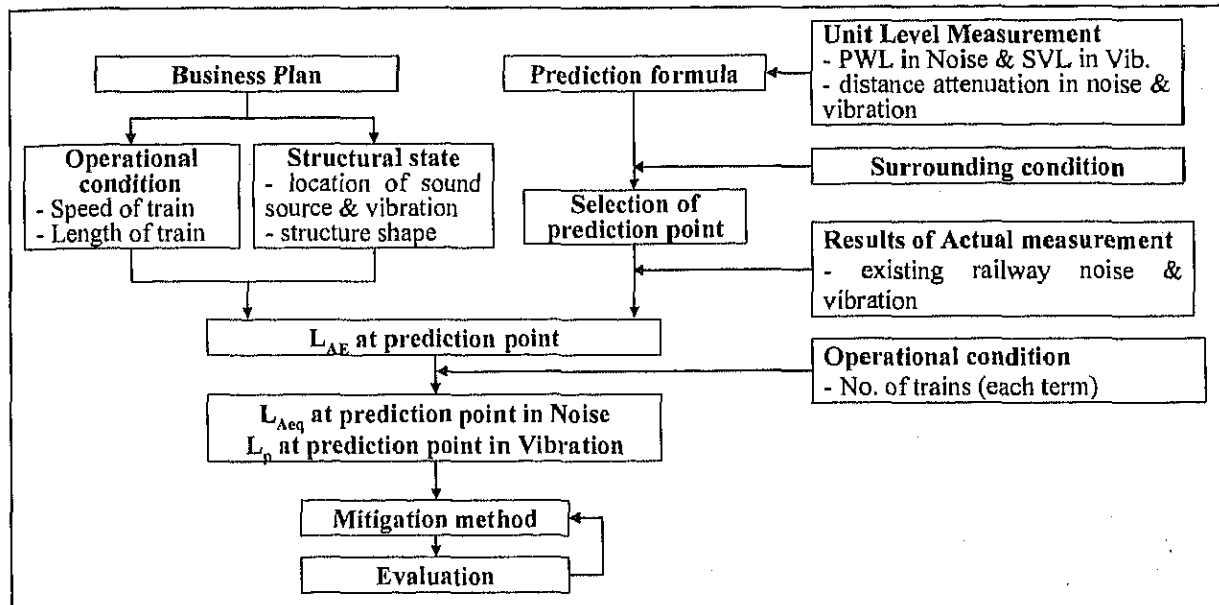 Business Plan
Operational
condition
- Speed of train
- Length of train
Structural state
- location of sound
source & vibration
- structure shape
Prediction formula
Selection of
prediction point
Unit Level Measurement
- PWL in Noise & SVL in Vib.
- distance attenuation in noise &
vibration
Surrounding condition
Results of Actual measurement
- existing railway noise &
vibration
L_AE at prediction point
Operational condition
- No. of trains (each term)
L_Aeq at prediction point in Noise
L_p at prediction point in Vibration
Mitigation method
Evaluation